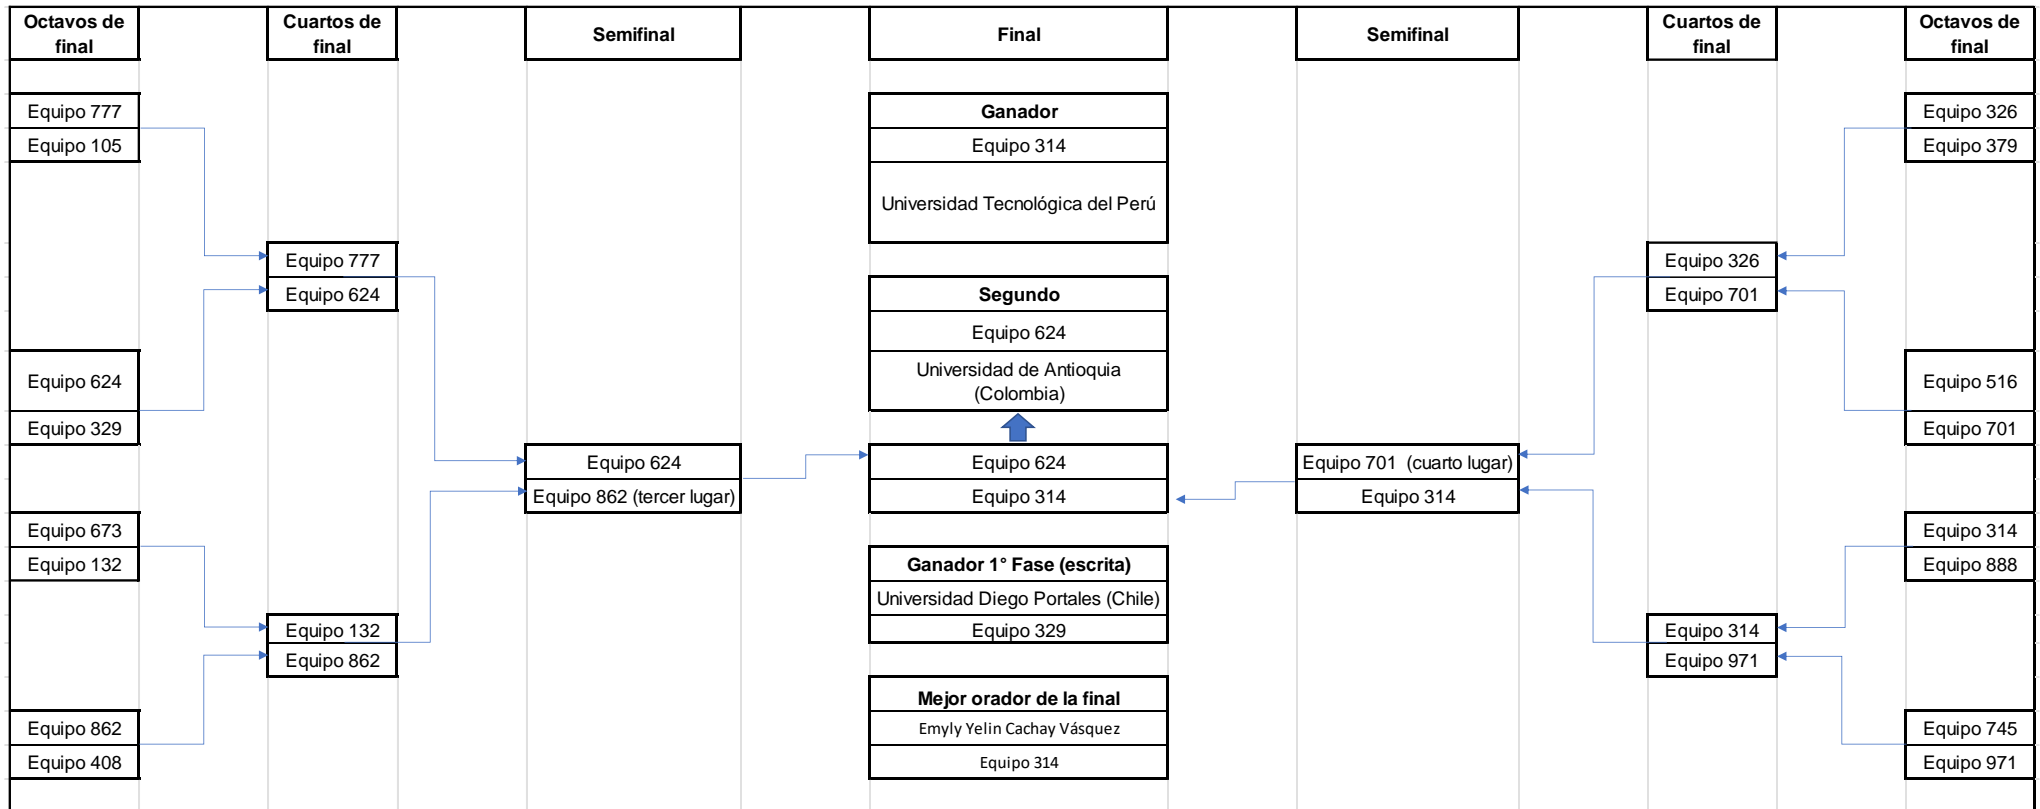 Octavos de
final
Cuartos de
final
Semifinal
Final
Semifinal
Cuartos de
final
Octavos de
final
Equipo 777
Equipo 105
Equipo 624
Equipo 329
Equipo 673
Equipo 132
Equipo 862
Equipo 408
Equipo 777
Equipo 624
Equipo 132
Equipo 862
Equipo 624
Equipo 862 (tercer lugar)
Ganador
Equipo 314
Universidad Tecnológica del Perú
Segundo
Equipo 624
Universidad de Antioquia
(Colombia)
Equipo 624
Equipo 314
Ganador 1° Fase (escrita)
Universidad Diego Portales (Chile)
Equipo 329
Mejor orador de la final
Emyly Yelin Cachay Vásquez
Equipo 314
Equipo 701 (cuarto lugar)
Equipo 314
Equipo 326
Equipo 701
Equipo 314
Equipo 971
Equipo 326
Equipo 379
Equipo 516
Equipo 701
Equipo 314
Equipo 888
Equipo 745
Equipo 971